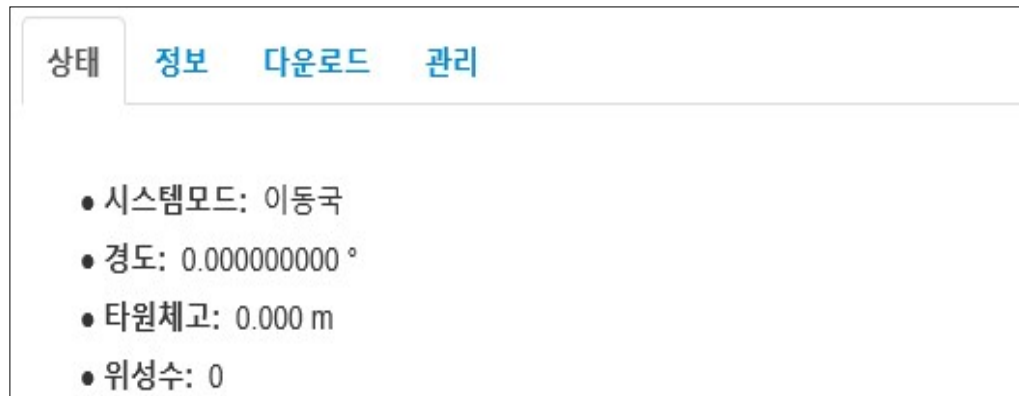 상태 정보 다운로드 관리
● 시스템모드: 이동국
● 경도: 0.000000000 °
● 타원체고: 0.000 m
● 위성수: 0